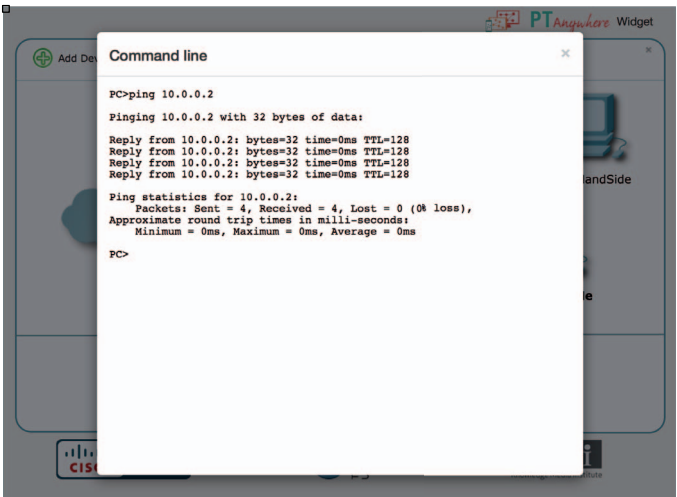 PTAnywhere Widget
Add Dev
Command line
×
×
PC>ping 10.0.0.2
Pinging 10.0.0.2 with 32 bytes of data:
Reply from 10.0.0.2: bytes=32 time=0ms TTL=128
Reply from 10.0.0.2: bytes=32 time=0ms TTL=128
Reply from 10.0.0.2: bytes=32 time=0ms TTL=128
Reply from 10.0.0.2: bytes=32 time=0ms TTL=128
landSide
Ping statistics for 10.0.0.2:
Packets: Sent = 4, Received = 4, Lost = 0 (0% loss),
Approximate round trip times in milli-seconds:
Minimum = 0ms, Maximum = 0ms, Average = 0ms
PC>
le
CISC
i